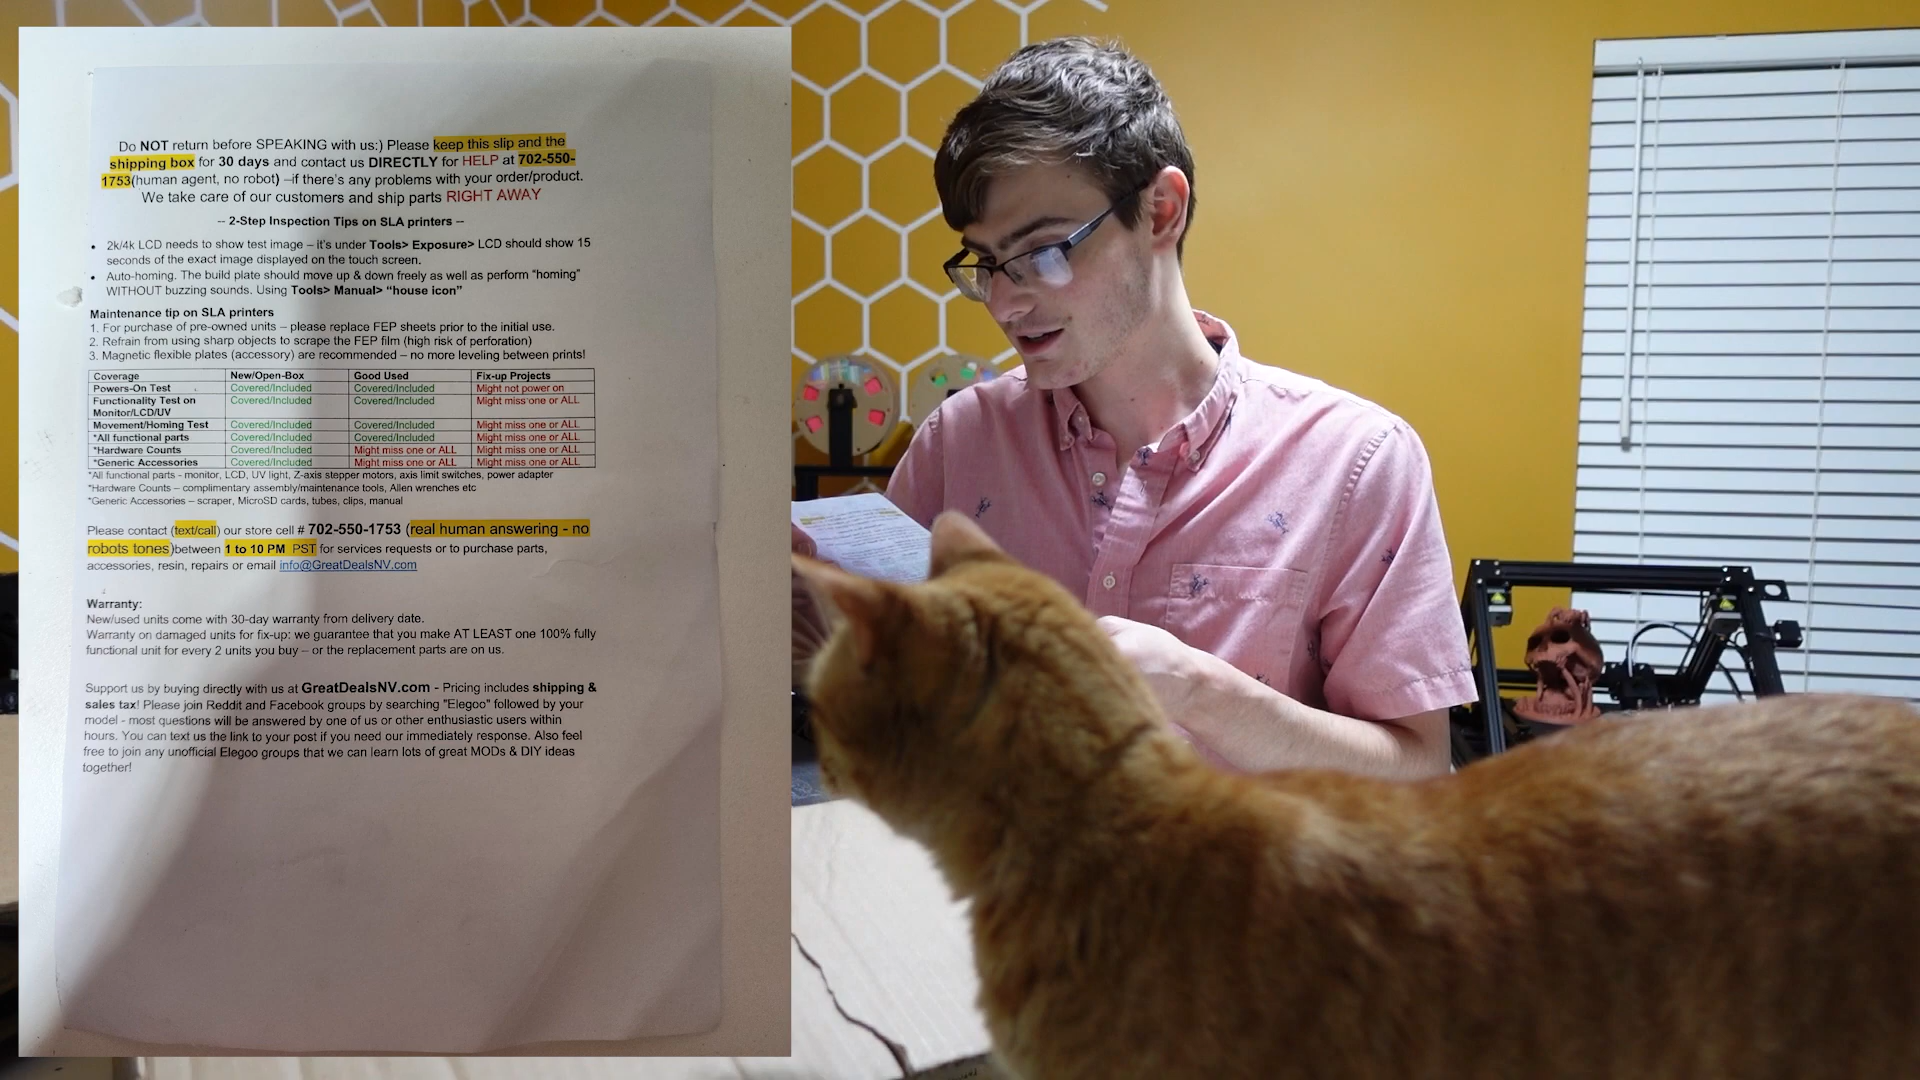 Do NOT return before SPEAKING with us:) Please keep this slip and the
shipping box for 30 days and contact us DIRECTLY for HELP at 702-550-
1753(human agent, no robot) –if there's any problems with your order/product.
We take care of our customers and ship parts RIGHT AWAY
-- 2-Step Inspection Tips on SLA printers --
• 2k/4k LCD needs to show test image – it's under Tools> Exposure> LCD should show 15
seconds of the exact image displayed on the touch screen.
• Auto-homing. The build plate should move up & down freely as well as perform "homing"
WITHOUT buzzing sounds. Using Tools> Manual> "house icon"
Maintenance tip on SLA printers
1. For purchase of pre-owned units – please replace FEP sheets prior to the initial use.
2. Refrain from using sharp objects to scrape the FEP film (high risk of perforation)
3. Magnetic flexible plates (accessory) are recommended – no more leveling between prints!
Coverage New/Open-Box Good Used Fix-up Projects
Powers-On Test Covered/Included Covered/Included Might not power on
Functionality Test on Covered/Included Covered/Included Might miss one or ALL
Monitor/LCD/UV
Movement/Homing Test Covered/Included Covered/Included Might miss one or ALL
*All functional parts Covered/Included Covered/Included Might miss one or ALL
*Hardware Counts Covered/Included Might miss one or ALL Might miss one or ALL
*Generic Accessories Covered/Included Might miss one or ALL Might miss one or ALL
*All functional parts - monitor, LCD, UV light, Z-axis stepper motors, axis limit switches, power adapter
*Hardware Counts – complimentary assembly/maintenance tools, Allen wrenches etc
*Generic Accessories – scraper, MicroSD cards, tubes, clips, manual
Please contact (text/call) our store cell # 702-550-1753 (real human answering - no
robots tones)between 1 to 10 PM PST for services requests or to purchase parts,
accessories, resin, repairs or email info@GreatDealsNV.com
Warranty:
New/used units come with 30-day warranty from delivery date.
Warranty on damaged units for fix-up: we guarantee that you make AT LEAST one 100% fully
functional unit for every 2 units you buy – or the replacement parts are on us.
Support us by buying directly with us at GreatDealsNV.com - Pricing includes shipping &
sales tax! Please join Reddit and Facebook groups by searching "Elegoo" followed by your
model - most questions will be answered by one of us or other enthusiastic users within
hours. You can text us the link to your post if you need our immediately response. Also feel
free to join any unofficial Elegoo groups that we can learn lots of great MODs & DIY ideas
together!